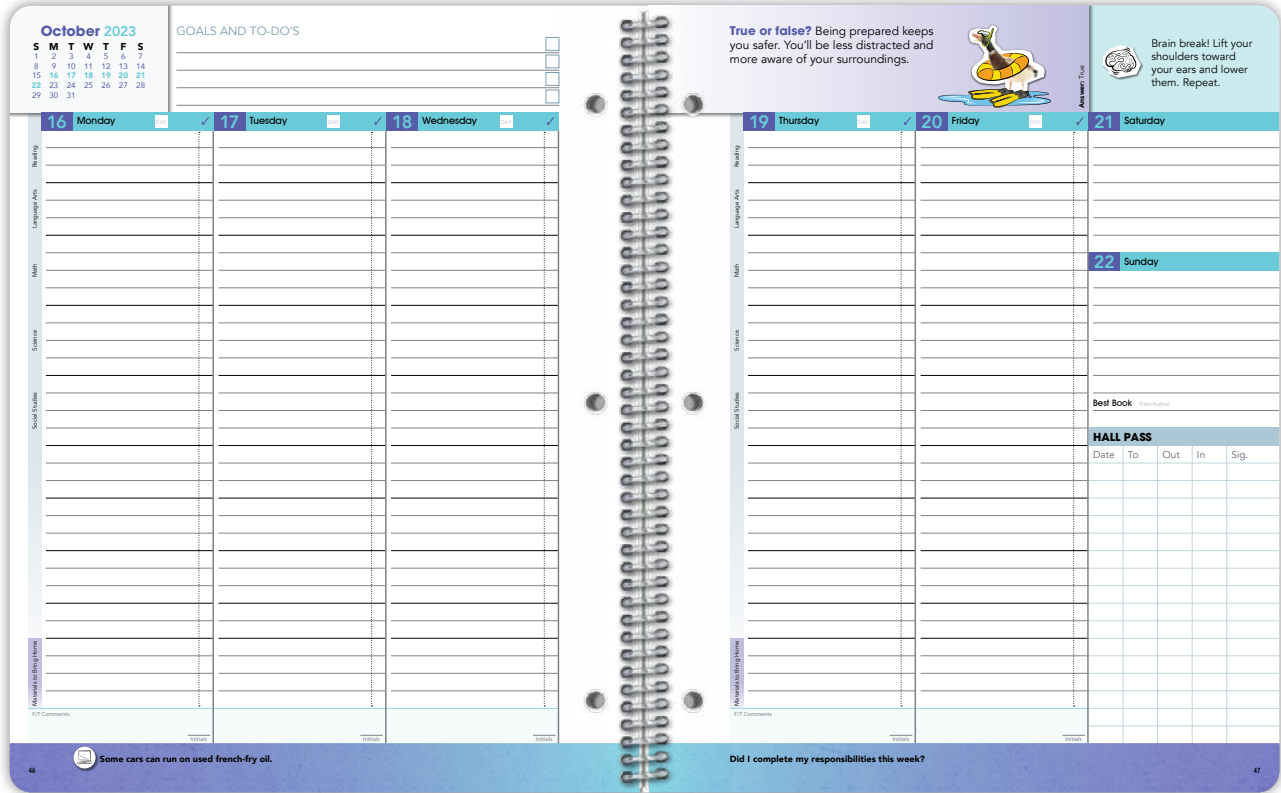 October 2023
S M T W T F S
1 2 3 4 5 6 7
8 9 10 11 12 13 14
15 16 17 18 19 20 21
22 23 24 25 26 27 28
29 30 31
GOALS AND TO-DO'S
True or false? Being prepared keeps
you safer. You'll be less distracted and
more aware of your surroundings.
Answer: True
Brain break! Lift your
shoulders toward
your ears and lower
them. Repeat.
16 Monday DAY ✓
17 Tuesday DAY ✓
18 Wednesday DAY ✓
Reading
Language Arts
Math
Science
Social Studies
Materials to Bring Home
F/T Comments
Initials
Initials
Initials
19 Thursday DAY ✓
20 Friday DAY ✓
21 Saturday
Reading
Language Arts
Math
Science
Social Studies
Materials to Bring Home
F/T Comments
Initials
Initials
22 Sunday
Best Book Title/Author
HALL PASS
Date To Out In Sig.
Some cars can run on used french-fry oil.
46
Did I complete my responsibilities this week?
47